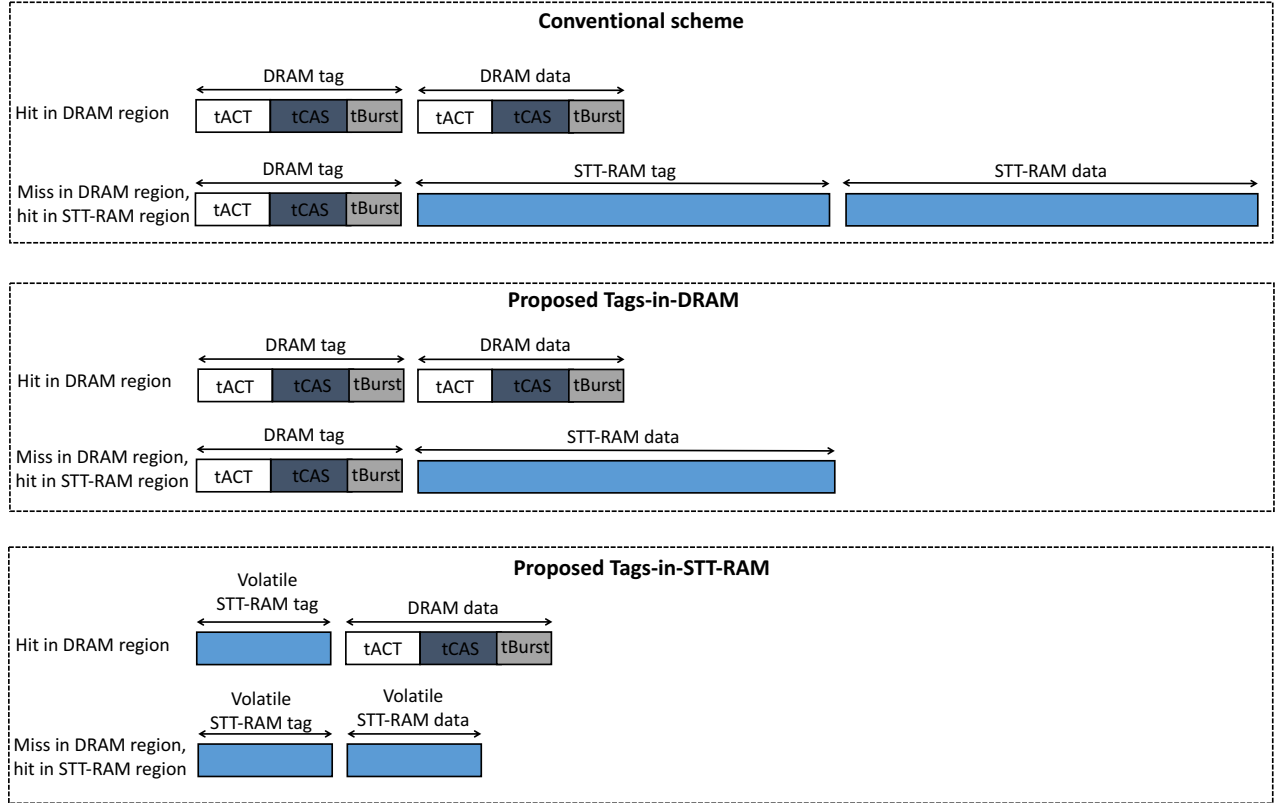 Conventional scheme
DRAM tag
DRAM data
Hit in DRAM region
tACT
tCAS
tBurst
tACT
tCAS
tBurst
DRAM tag
STT-RAM tag
STT-RAM data
Miss in DRAM region,
hit in STT-RAM region
tACT
tCAS
tBurst
Proposed Tags-in-DRAM
DRAM tag
DRAM data
Hit in DRAM region
tACT
tCAS
tBurst
tACT
tCAS
tBurst
DRAM tag
STT-RAM data
Miss in DRAM region,
hit in STT-RAM region
tACT
tCAS
tBurst
Proposed Tags-in-STT-RAM
Volatile
STT-RAM tag
DRAM data
Hit in DRAM region
tACT
tCAS
tBurst
Volatile
STT-RAM tag
Volatile
STT-RAM data
Miss in DRAM region,
hit in STT-RAM region